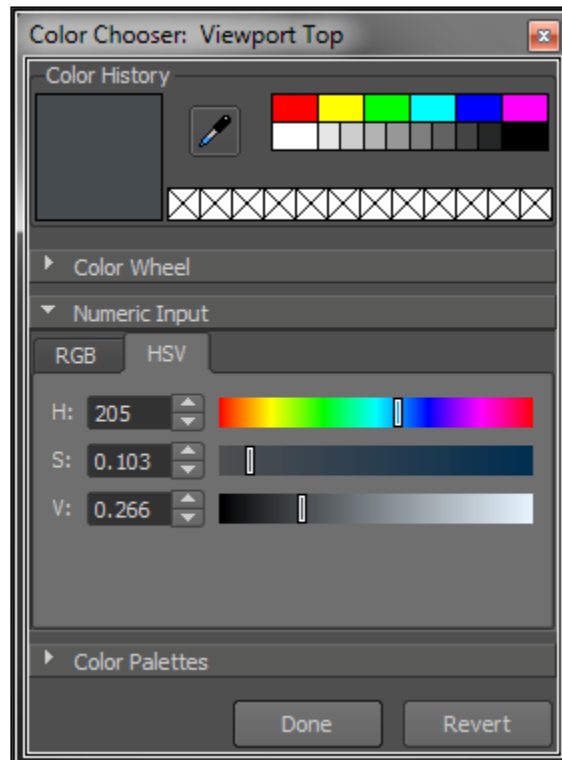 Color Chooser: Viewport Top
Color History
Color Wheel
Numeric Input
RGB HSV
H: 205
S: 0.103
V: 0.266
Color Palettes
Done Revert